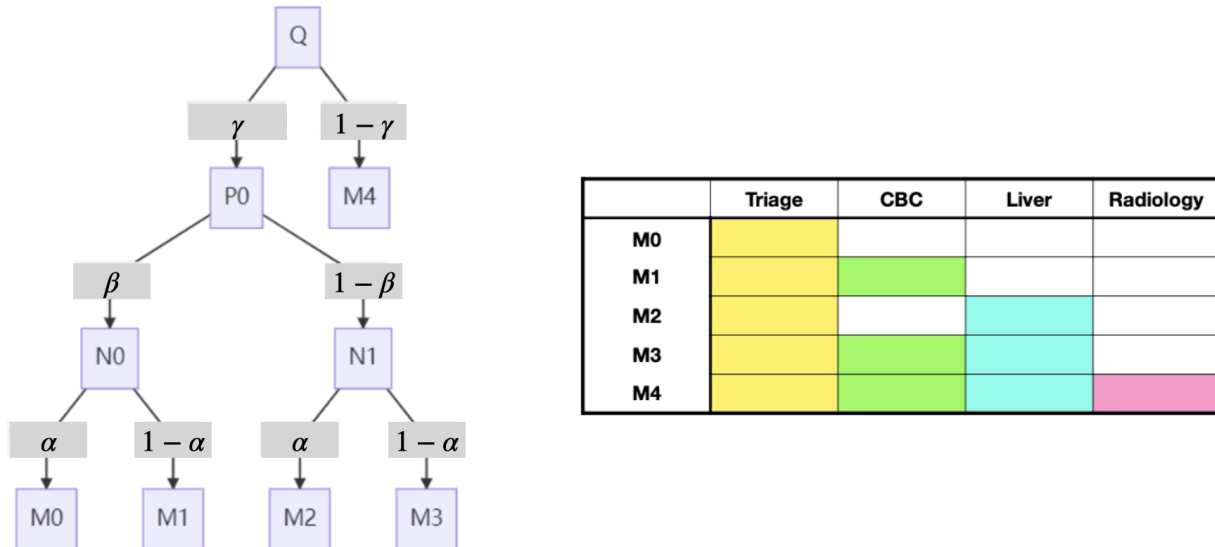 Q
γ
1 − γ
P0
M4
β
1 − β
N0
N1
α
1 − α
α
1 − α
M0
M1
M2
M3
Triage CBC Liver Radiology
M0
M1
M2
M3
M4